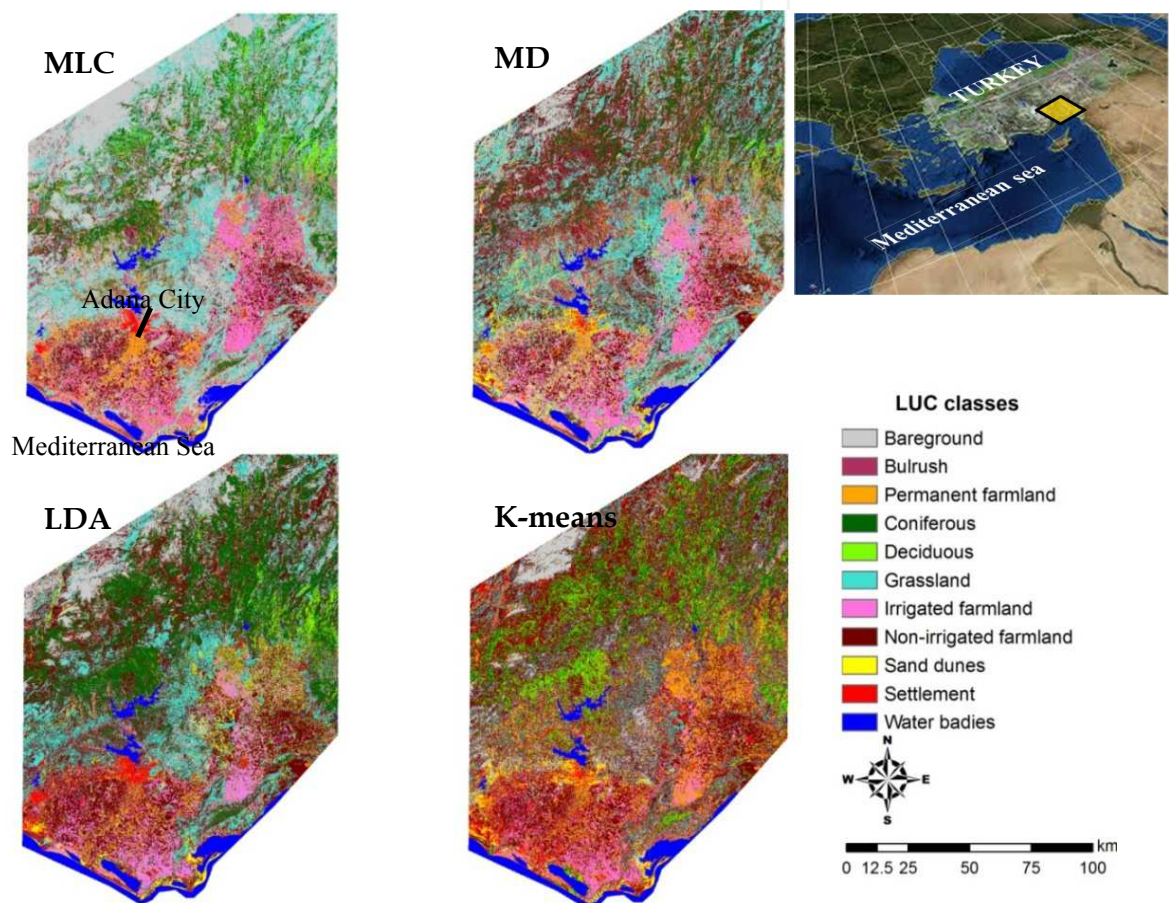 MLC
MD
TURKEY
Mediterranean sea
Adana City
Mediterranean Sea
LDA
K-means
LUC classes
Bareground
Bulrush
Permanent farmland
Coniferous
Deciduous
Grassland
Irrigated farmland
Non-irrigated farmland
Sand dunes
Settlement
Water bodies
N
W E
S
km
0 12.5 25 50 75 100